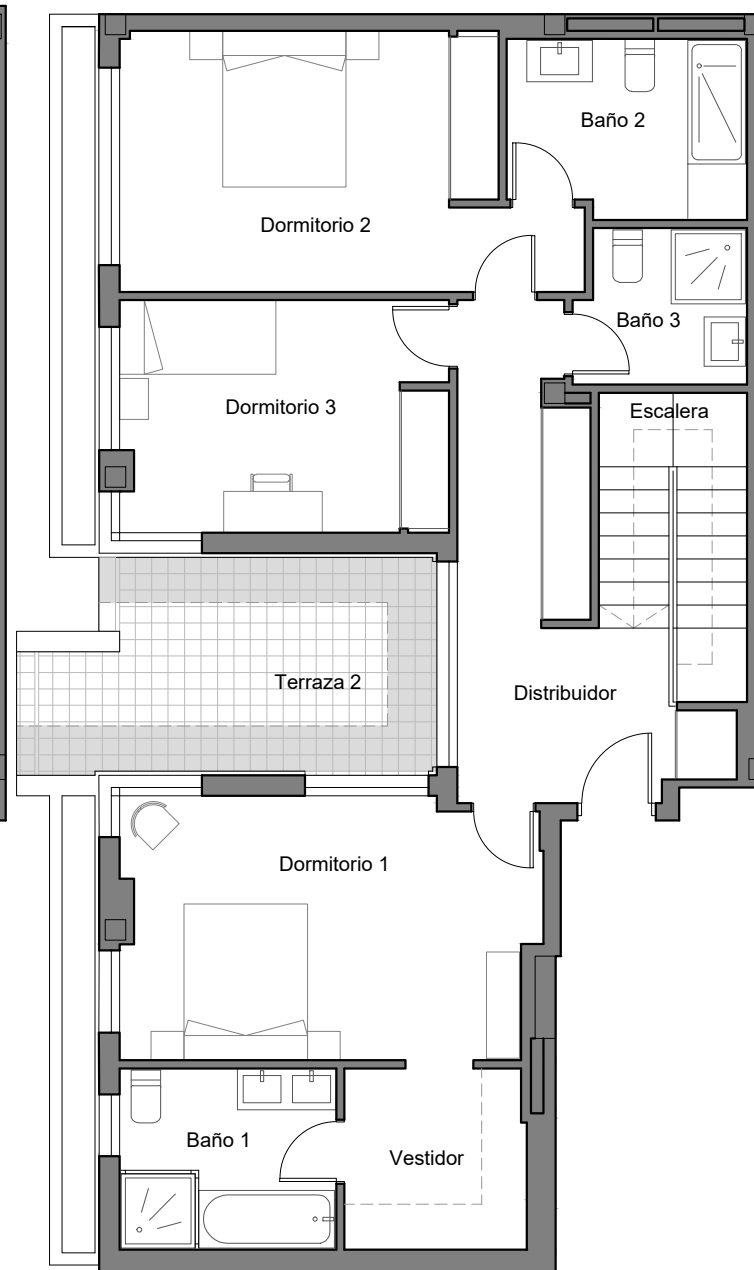 Baño 2
Dormitorio 2
Baño 3
Dormitorio 3
Escalera
Terraza 2
Distribuidor
Dormitorio 1
Baño 1
Vestidor